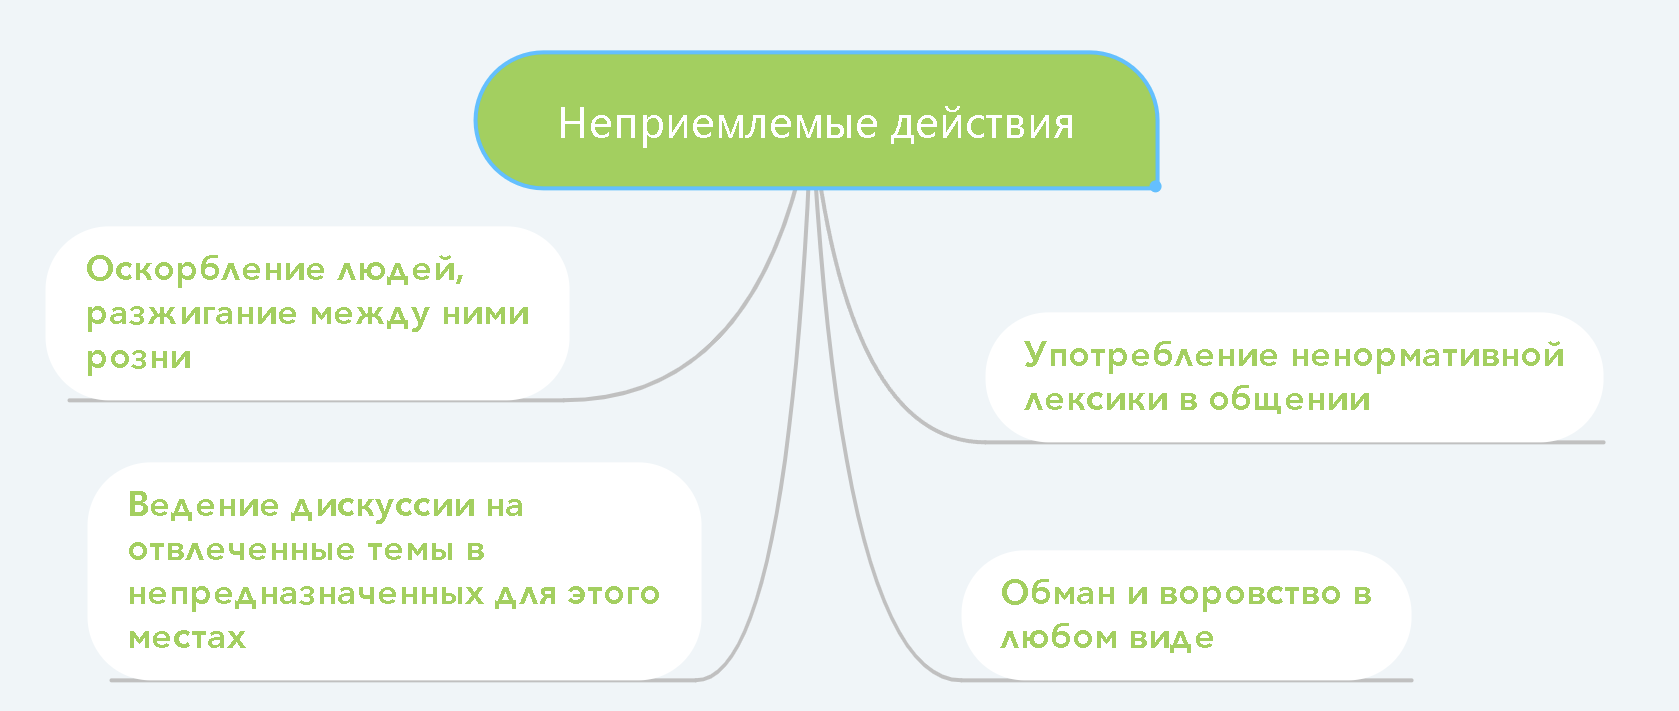 Неприемлемые действия
Оскорбление людей,
разжигание между ними
розни
Употребление ненормативной
лексики в общении
Ведение дискуссии на
отвлеченные темы в
непредназначенных для этого
местах
Обман и воровство в
любом виде